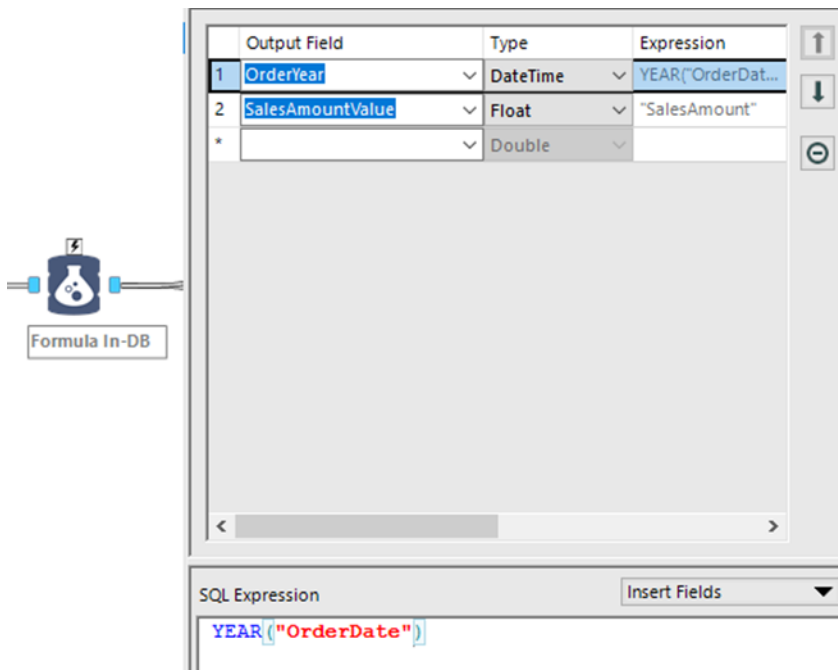 Output Field Type Expression
1 OrderYear DateTime YEAR("OrderDat...
2 SalesAmountValue Float "SalesAmount"
* Double
Formula In-DB
SQL Expression Insert Fields
YEAR("OrderDate")